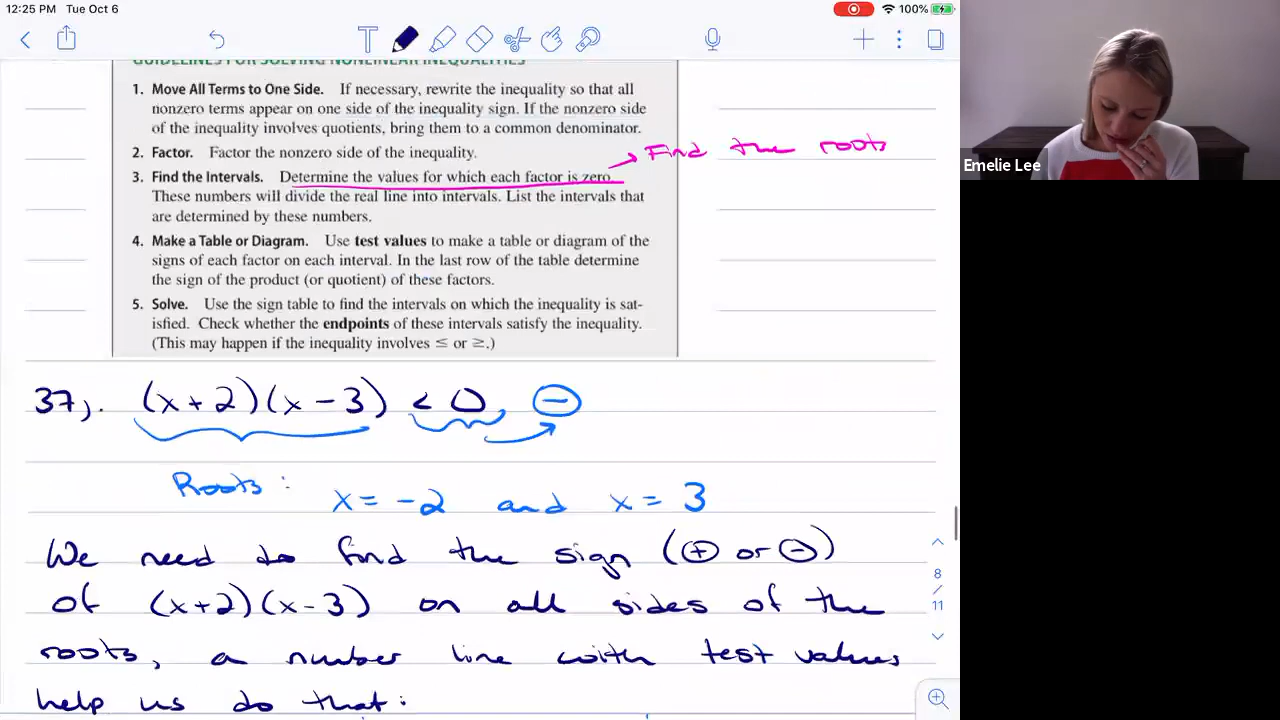 12:25 PM Tue Oct 6
100%
GUIDELINES FOR SOLVING NONLINEAR INEQUALITIES
1. Move All Terms to One Side. If necessary, rewrite the inequality so that all
nonzero terms appear on one side of the inequality sign. If the nonzero side
of the inequality involves quotients, bring them to a common denominator.
Find the roots
2. Factor. Factor the nonzero side of the inequality.
3. Find the Intervals. Determine the values for which each factor is zero.
These numbers will divide the real line into intervals. List the intervals that
are determined by these numbers.
4. Make a Table or Diagram. Use test values to make a table or diagram of the
signs of each factor on each interval. In the last row of the table determine
the sign of the product (or quotient) of these factors.
5. Solve. Use the sign table to find the intervals on which the inequality is sat-
isfied. Check whether the endpoints of these intervals satisfy the inequality.
(This may happen if the inequality involves ≤ or ≥.)
Emelie Lee
37). (x+2)(x-3) < 0 ⊖
Roots: x = -2 and x = 3
We need do find the sign (⊕ or ⊖)
of (x+2)(x-3) on all sides of the
roots, a number line with test values
help us do that:
8
/
11